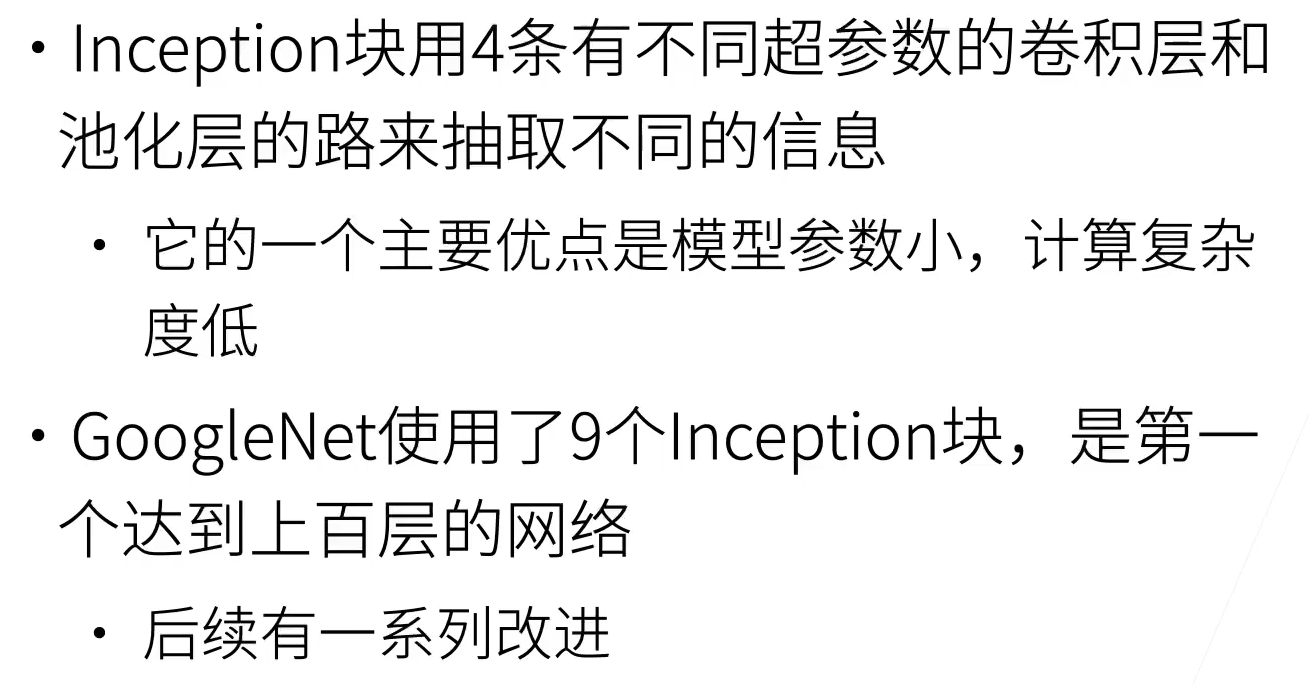 • Inception块用4条有不同超参数的卷积层和
池化层的路来抽取不同的信息
• 它的一个主要优点是模型参数小，计算复杂
度低
• GoogleNet使用了9个Inception块，是第一
个达到上百层的网络
• 后续有一系列改进